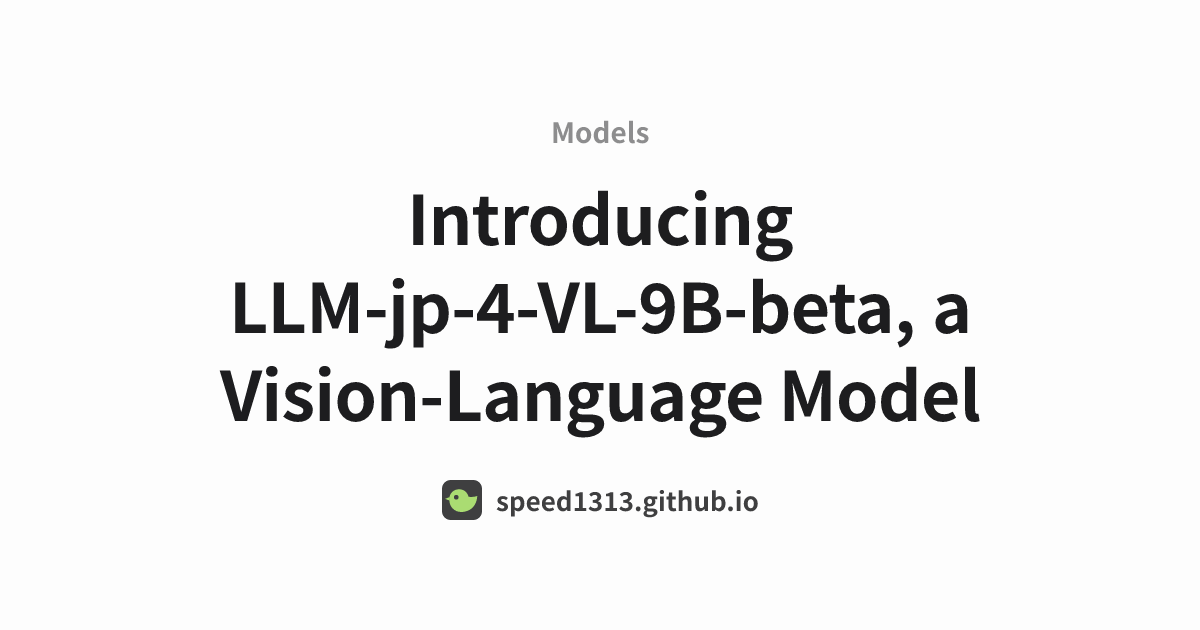 Models
Introducing
LLM-jp-4-VL-9B-beta, a
Vision-Language Model
speed1313.github.io